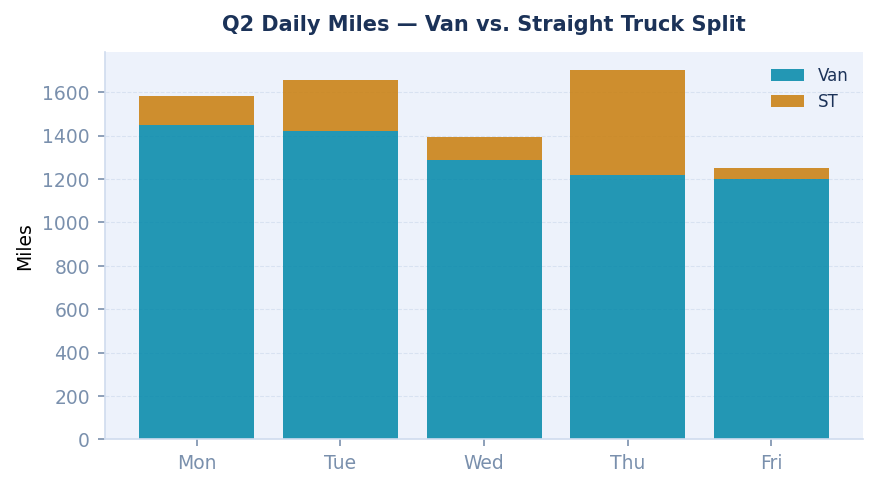 Q2 Daily Miles — Van vs. Straight Truck Split
Van
ST
1600
1400
1200
1000
800
600
400
200
0
Miles
Mon Tue Wed Thu Fri